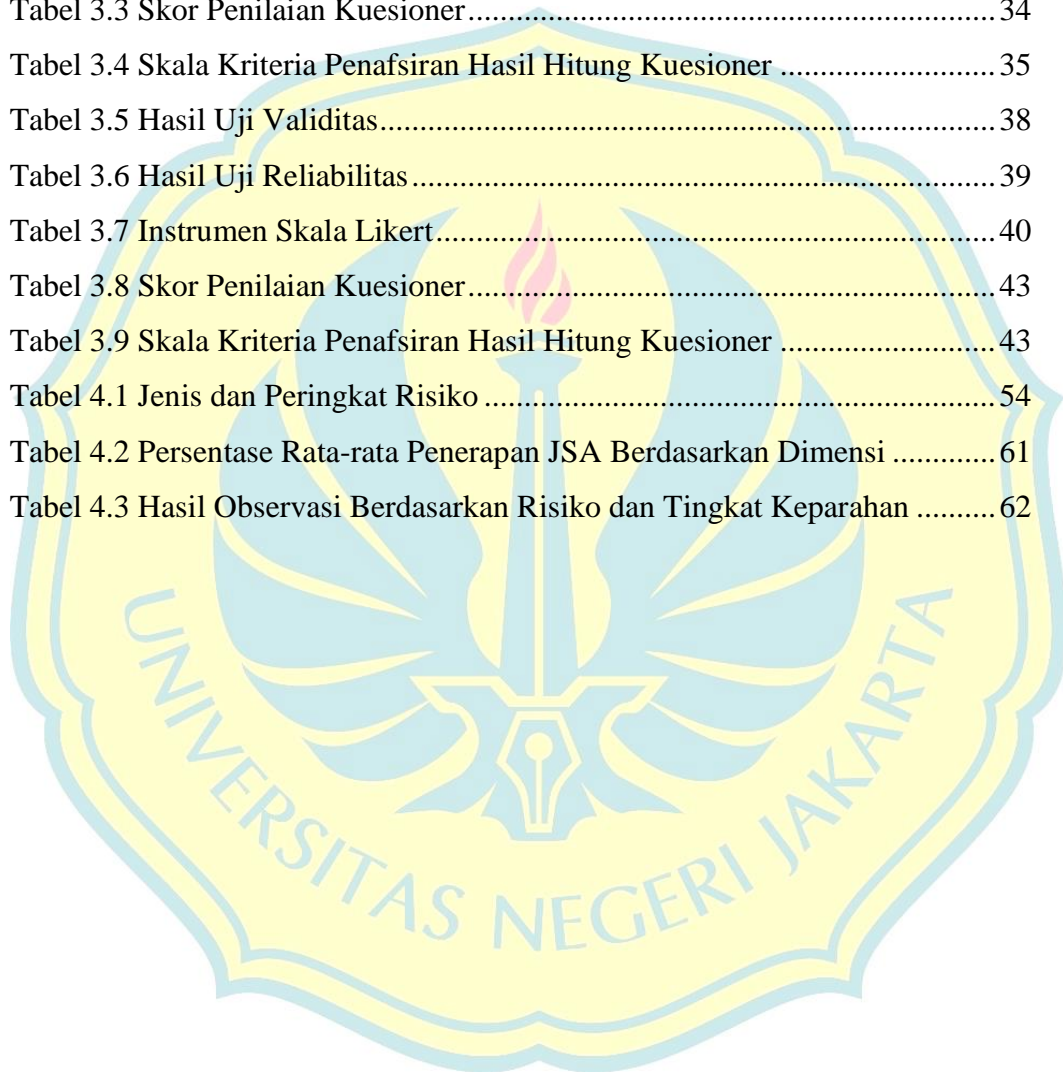 Tabel 3.3 Skor Penilaian Kuesioner.................................................................. 34
Tabel 3.4 Skala Kriteria Penafsiran Hasil Hitung Kuesioner .......................... 35
Tabel 3.5 Hasil Uji Validitas............................................................................. 38
Tabel 3.6 Hasil Uji Reliabilitas......................................................................... 39
Tabel 3.7 Instrumen Skala Likert...................................................................... 40
Tabel 3.8 Skor Penilaian Kuesioner.................................................................. 43
Tabel 3.9 Skala Kriteria Penafsiran Hasil Hitung Kuesioner .......................... 43
Tabel 4.1 Jenis dan Peringkat Risiko ................................................................ 54
Tabel 4.2 Persentase Rata-rata Penerapan JSA Berdasarkan Dimensi ............. 61
Tabel 4.3 Hasil Observasi Berdasarkan Risiko dan Tingkat Keparahan .......... 62
UNIVERSITAS NEGERI JAKARTA